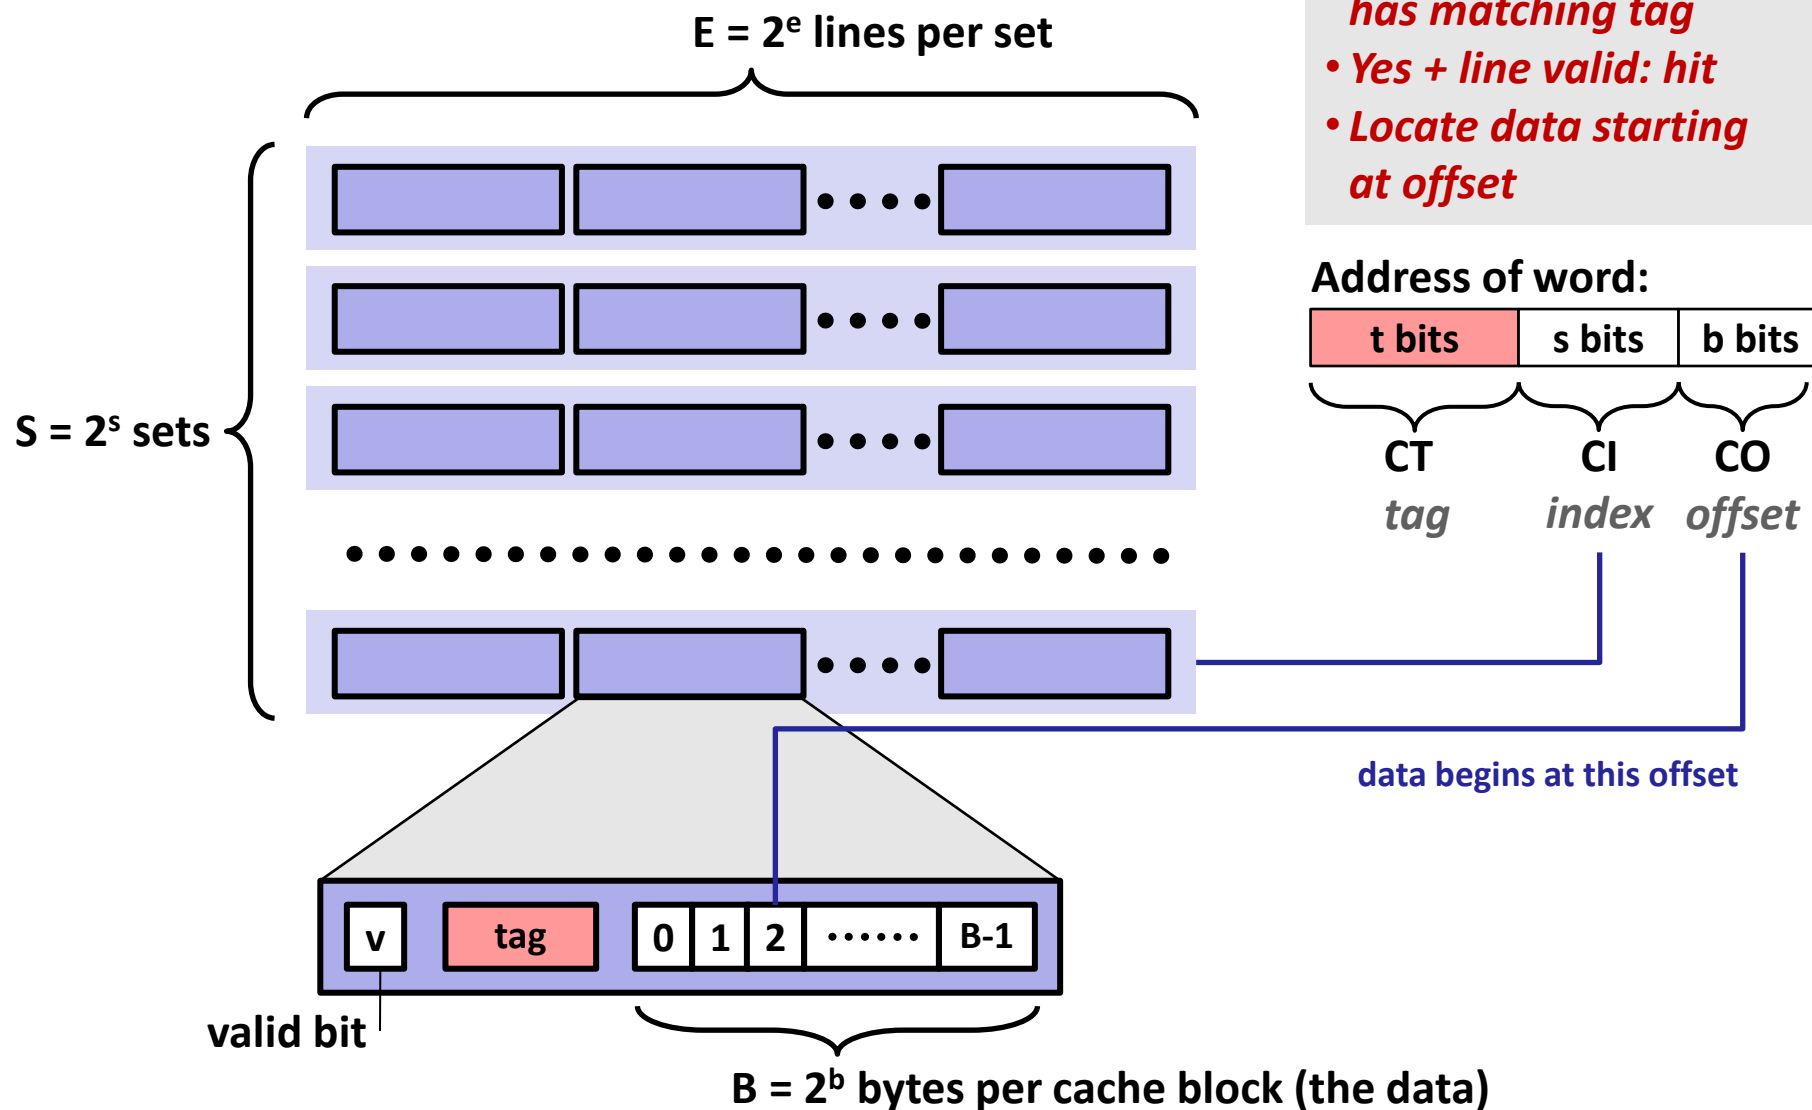 E = 2ᵉ lines per set
has matching tag
• Yes + line valid: hit
• Locate data starting
at offset
Address of word:
t bits s bits b bits
S = 2ˢ sets
CT CI CO
tag index offset
data begins at this offset
v tag 0 1 2 ······ B-1
valid bit
B = 2ᵇ bytes per cache block (the data)